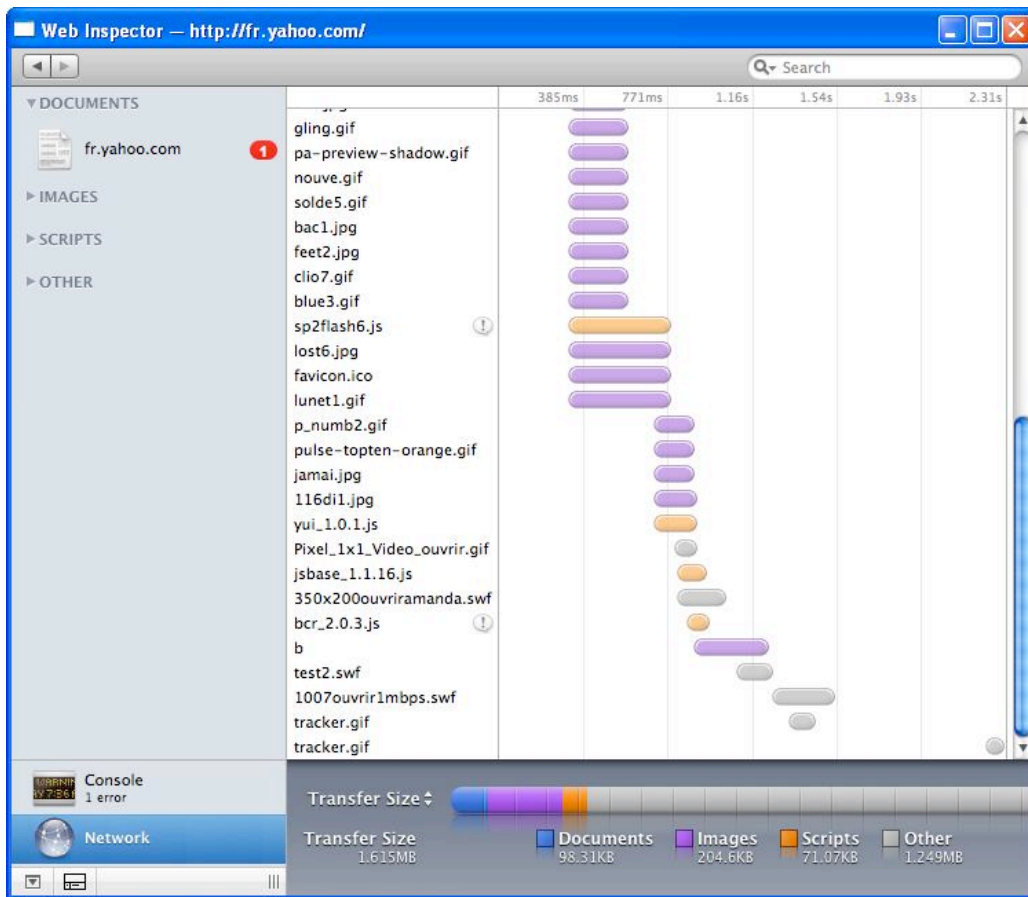 Web Inspector — http://fr.yahoo.com/
Search
DOCUMENTS
fr.yahoo.com
1
IMAGES
SCRIPTS
OTHER
385ms 771ms 1.16s 1.54s 1.93s 2.31s
gling.gif
pa-preview-shadow.gif
nouve.gif
solde5.gif
bac1.jpg
feet2.jpg
clio7.gif
blue3.gif
sp2flash6.js
lost6.jpg
favicon.ico
lunet1.gif
p_numb2.gif
pulse-topten-orange.gif
jamai.jpg
116di1.jpg
yui_1.0.1.js
Pixel_1x1_Video_ouvrir.gif
jsbase_1.1.16.js
350x200ouvriramanda.swf
bcr_2.0.3.js
b
test2.swf
1007ouvrir1mbps.swf
tracker.gif
tracker.gif
Console
1 error
Network
Transfer Size
Transfer Size
1.615MB
Documents
98.31KB
Images
204.6KB
Scripts
71.07KB
Other
1.249MB